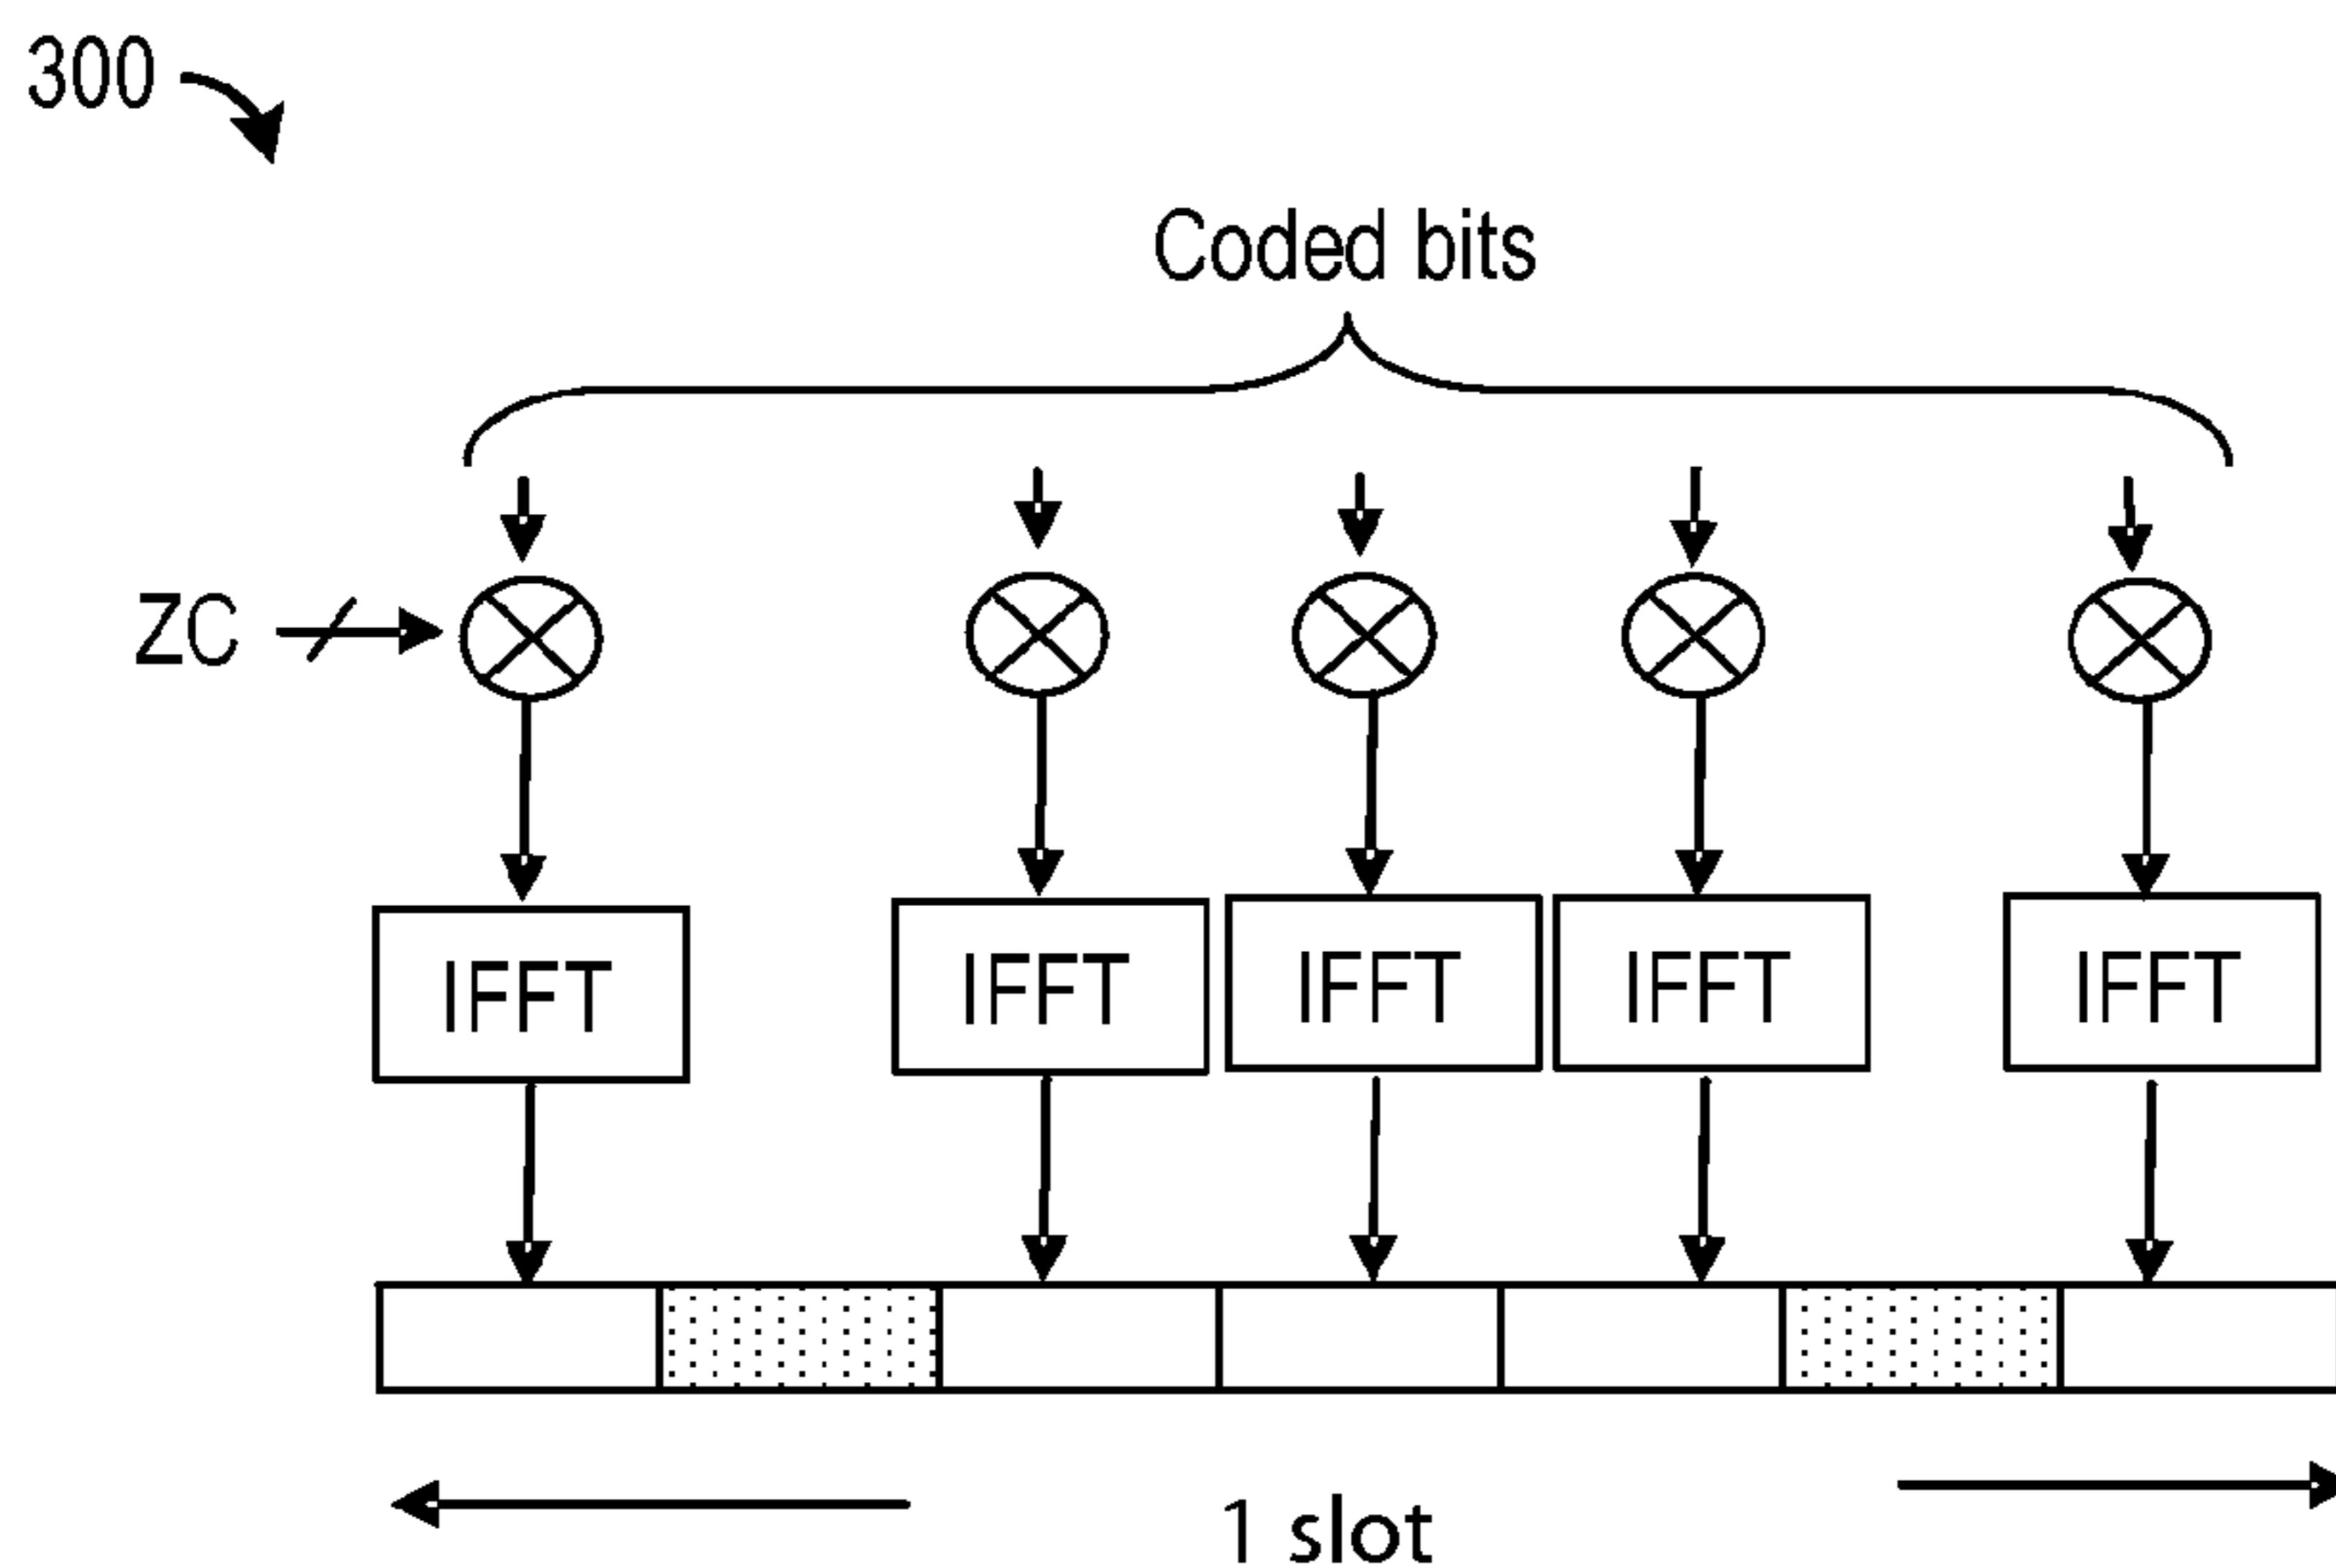 300
Coded bits
ZC
IFFT IFFT IFFT IFFT IFFT
1 slot